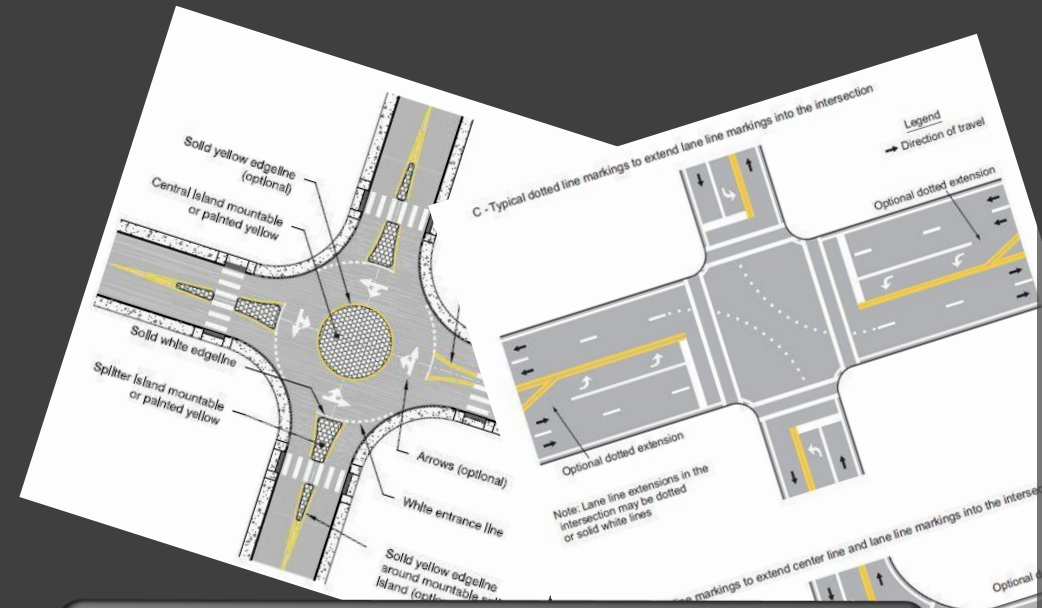 Solid yellow edgeline
(optional)
Central island mountable
or painted yellow
Solid white edgeline
Splitter island mountable
or painted yellow
Arrows (optional)
White entrance line
Solid yellow edgeline
around mountable
island
C - Typical dotted line markings to extend lane line markings into the intersection
Legend
Direction of travel
Optional dotted extension
Optional dotted extension
Note: Lane line extensions in the
intersection may be dotted
or solid white lines
markings to extend center line and lane line markings into the
Optional